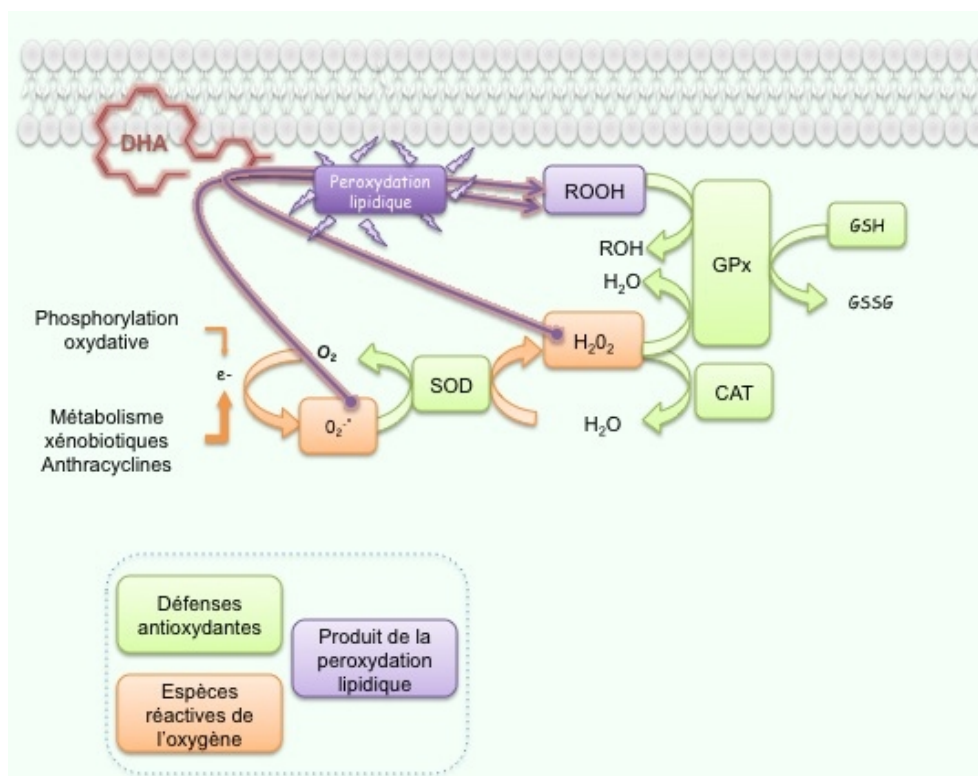 DHA
Peroxydation
lipidique
ROOH
GSH
ROH
GPx
H₂O
GSSG
Phosphorylation
oxydative
O₂
H₂0₂
e-
SOD
CAT
Métabolisme
xénobiotiques
Anthracyclines
O₂⁻°
H₂O
Défenses
antioxydantes
Produit de la
peroxydation
lipidique
Espèces
réactives de
l'oxygène